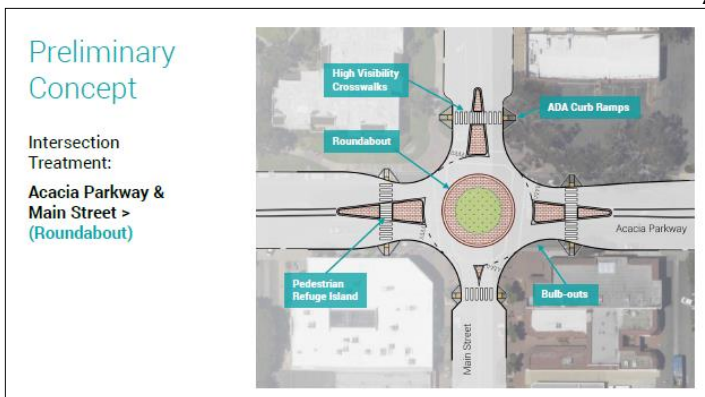 Preliminary
Concept
Intersection
Treatment:
Acacia Parkway &
Main Street >
(Roundabout)
High Visibility
Crosswalks
ADA Curb Ramps
Roundabout
Acacia Parkway
Pedestrian
Refuge Island
Bulb-outs
Main Street